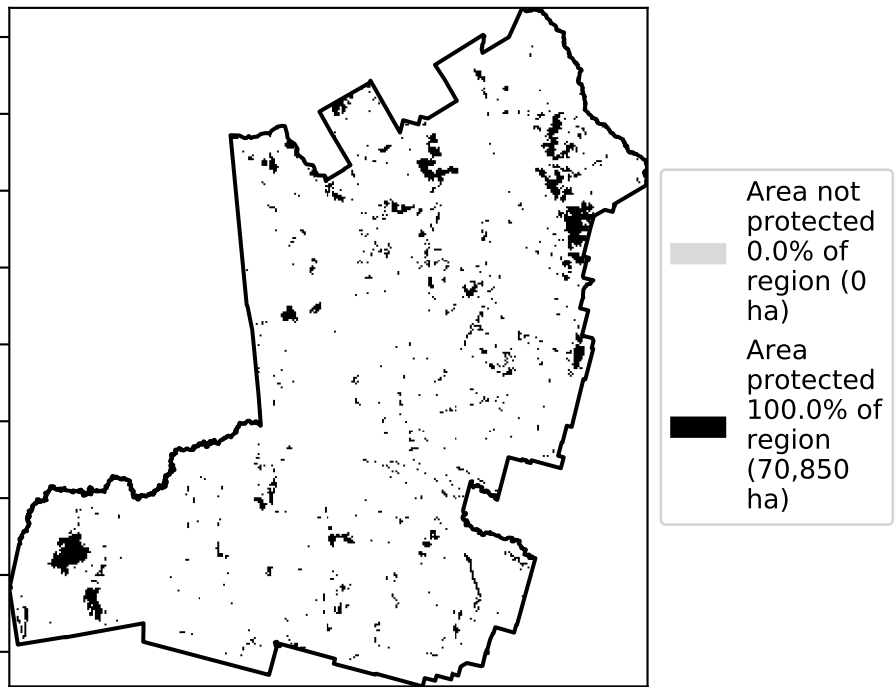 Area not
protected
0.0% of
region (0
ha)
Area
protected
100.0% of
region
(70,850
ha)